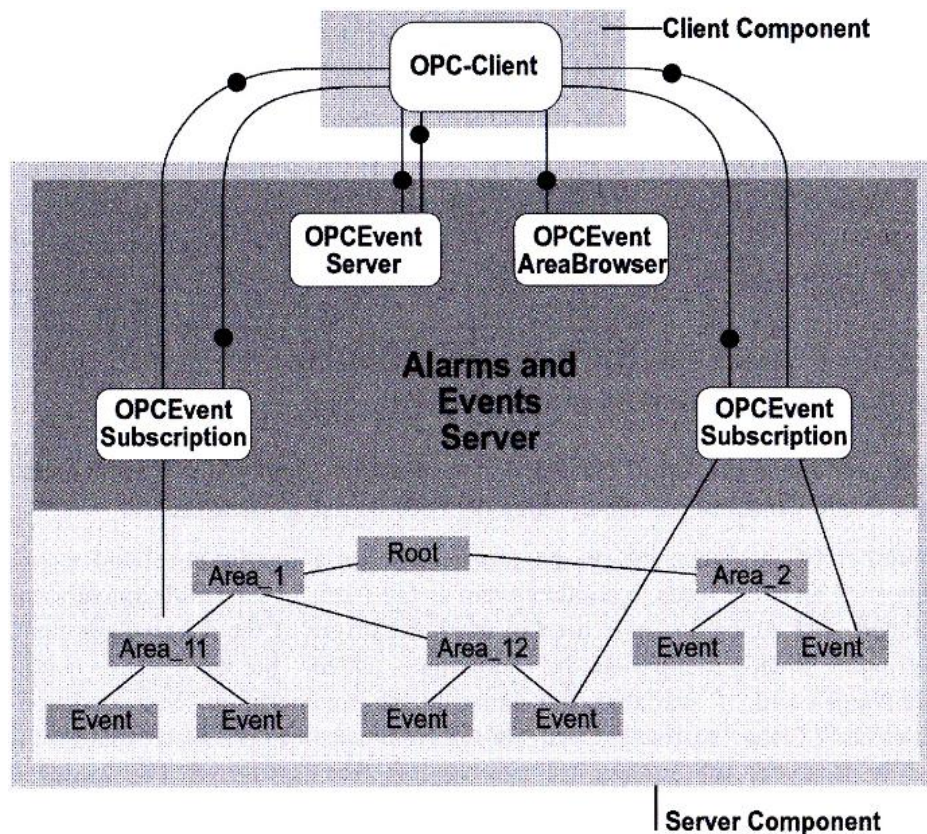 Client Component
OPC-Client
OPCEvent
Server
OPCEvent
AreaBrowser
Alarms and
Events
Server
OPCEvent
Subscription
OPCEvent
Subscription
Root
Area_1
Area_2
Area_11
Area_12
Event
Event
Event
Event
Event
Event
Server Component